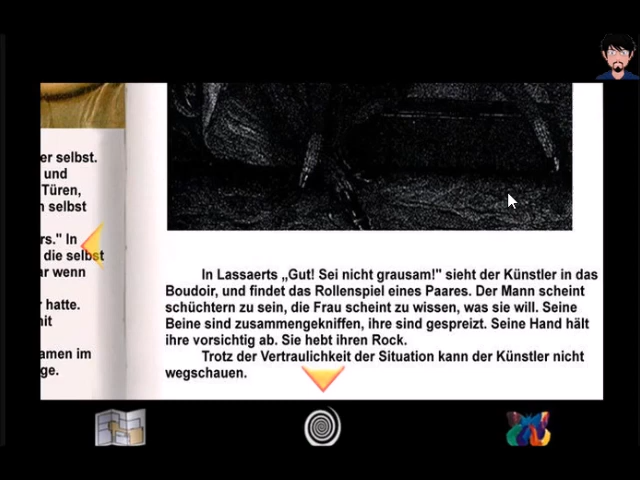 er selbst.
und
Türen,
n selbst
rs." In
die selbst
ar wenn
r hatte.
nit
amen im
ge.
In Lassaerts „Gut! Sei nicht grausam!" sieht der Künstler in das
Boudoir, und findet das Rollenspiel eines Paares. Der Mann scheint
schüchtern zu sein, die Frau scheint zu wissen, was sie will. Seine
Beine sind zusammengekniffen, ihre sind gespreizt. Seine Hand hält
ihre vorsichtig ab. Sie hebt ihren Rock.
Trotz der Vertraulichkeit der Situation kann der Künstler nicht
wegschauen.